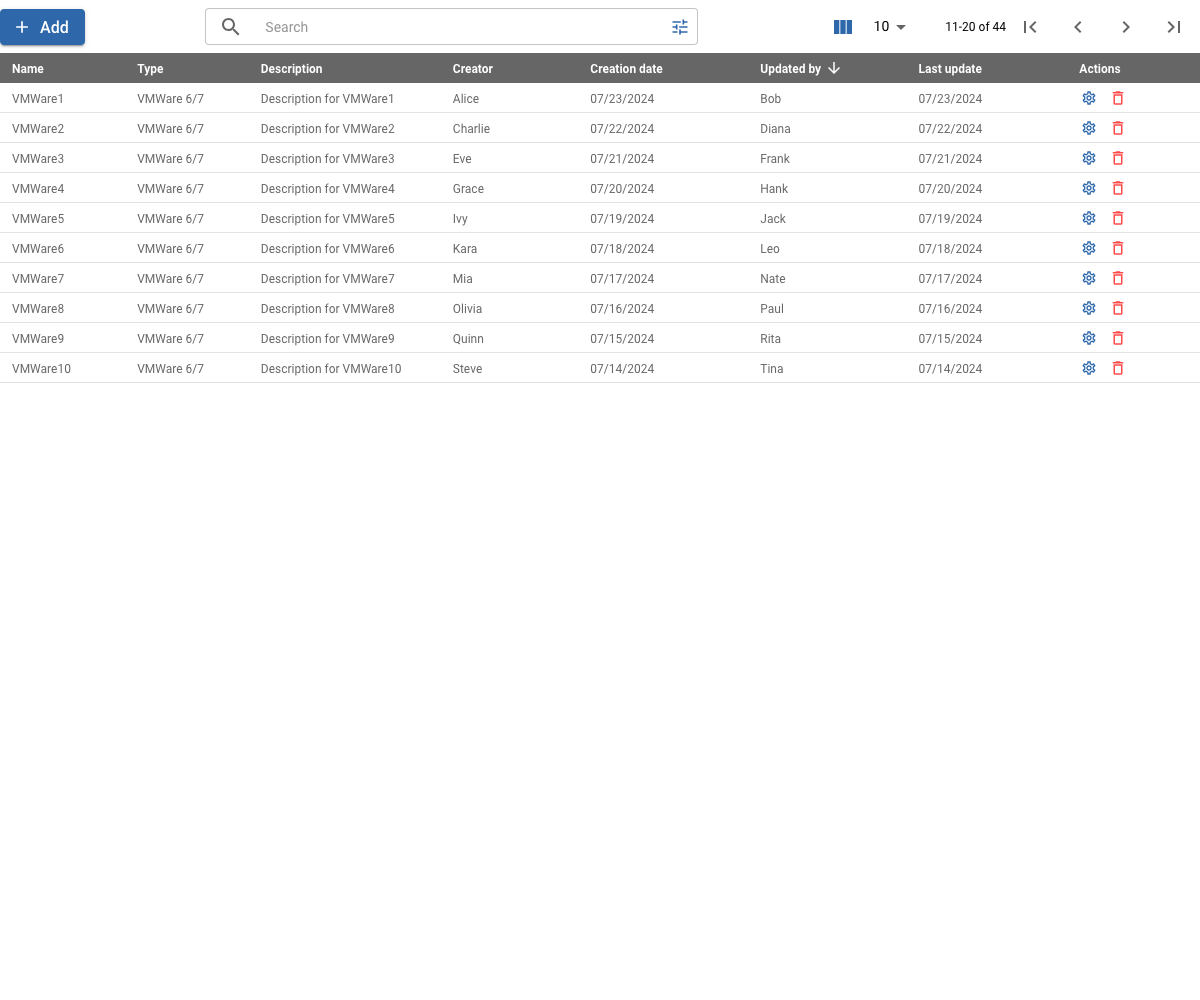 Add Search 10 11-20 of 44
Name Type Description Creator Creation date Updated by Last update Actions
VMWare1 VMWare 6/7 Description for VMWare1 Alice 07/23/2024 Bob 07/23/2024
VMWare2 VMWare 6/7 Description for VMWare2 Charlie 07/22/2024 Diana 07/22/2024
VMWare3 VMWare 6/7 Description for VMWare3 Eve 07/21/2024 Frank 07/21/2024
VMWare4 VMWare 6/7 Description for VMWare4 Grace 07/20/2024 Hank 07/20/2024
VMWare5 VMWare 6/7 Description for VMWare5 Ivy 07/19/2024 Jack 07/19/2024
VMWare6 VMWare 6/7 Description for VMWare6 Kara 07/18/2024 Leo 07/18/2024
VMWare7 VMWare 6/7 Description for VMWare7 Mia 07/17/2024 Nate 07/17/2024
VMWare8 VMWare 6/7 Description for VMWare8 Olivia 07/16/2024 Paul 07/16/2024
VMWare9 VMWare 6/7 Description for VMWare9 Quinn 07/15/2024 Rita 07/15/2024
VMWare10 VMWare 6/7 Description for VMWare10 Steve 07/14/2024 Tina 07/14/2024